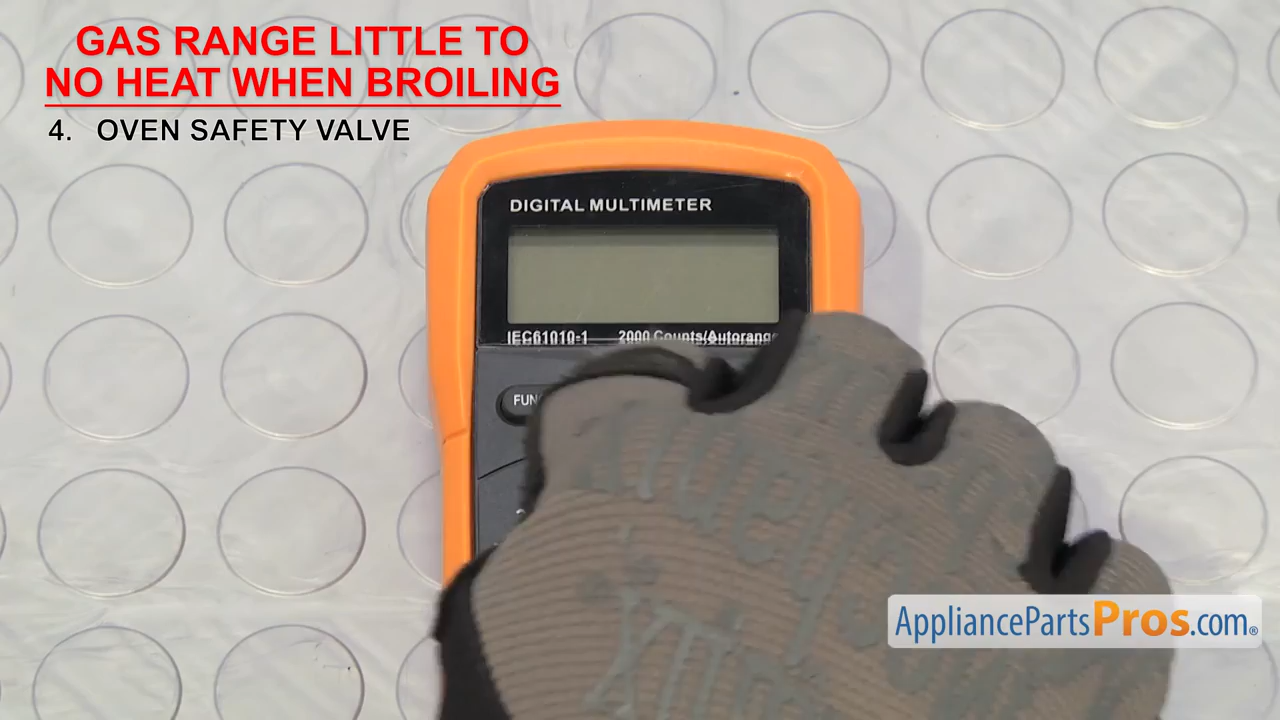 GAS RANGE LITTLE TO
NO HEAT WHEN BROILING
4. OVEN SAFETY VALVE
DIGITAL MULTIMETER
IEC61010-1 2000 Counts/Autorange
FUNC
AppliancePartsPros.com®